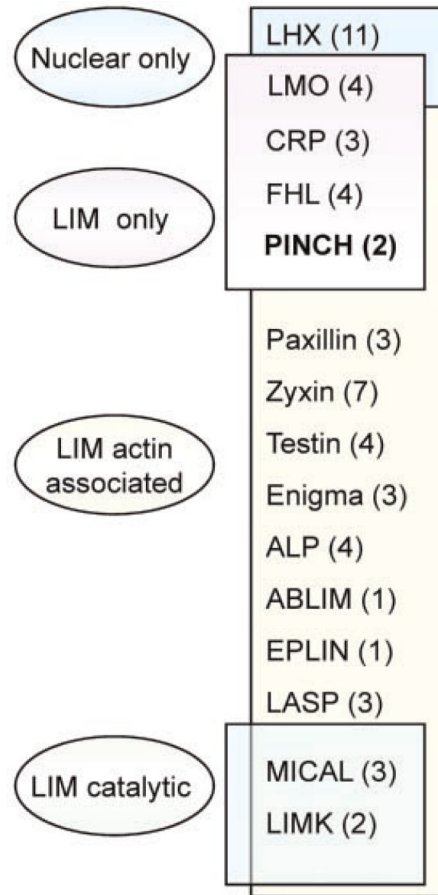 Nuclear only
LHX (11)
LMO (4)
CRP (3)
LIM only
FHL (4)
PINCH (2)
Paxillin (3)
Zyxin (7)
LIM actin
associated
Testin (4)
Enigma (3)
ALP (4)
ABLIM (1)
EPLIN (1)
LASP (3)
LIM catalytic
MICAL (3)
LIMK (2)